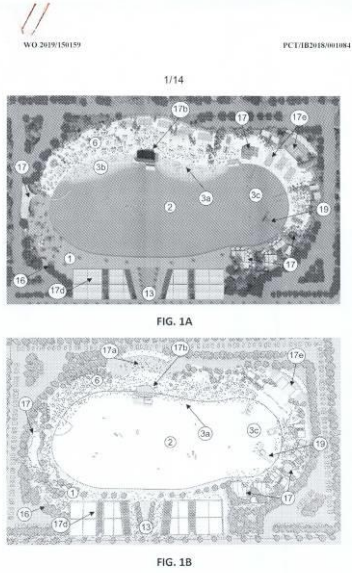 WO 2019/150159 PCT/IB2018/001084
1/14
17b
17
17e
6
17
3b
3a
3c
2
19
1
17
16
17d
13
FIG. 1A
17a
17b
17e
6
17
3a
3c
2
19
1
17
16
17d
13
FIG. 1B